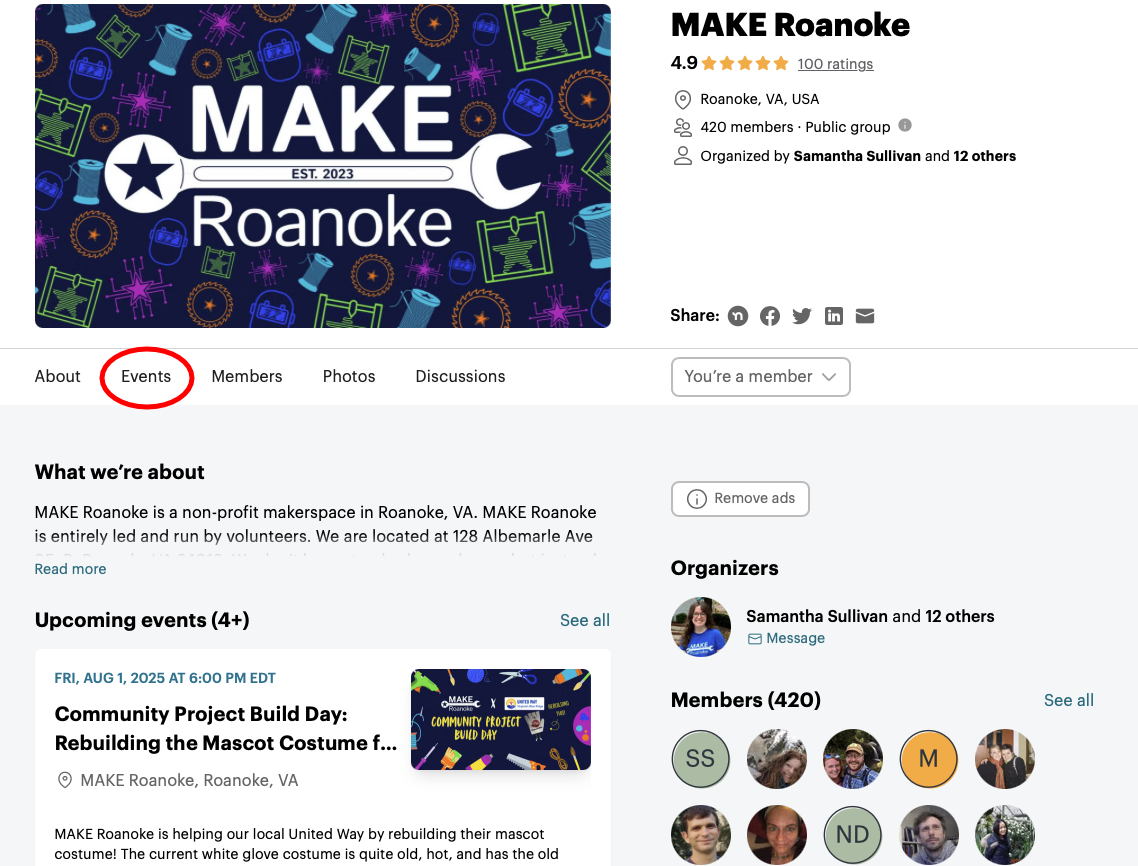 MAKE
EST. 2023
Roanoke
MAKE Roanoke
4.9 100 ratings
Roanoke, VA, USA
420 members · Public group
Organized by Samantha Sullivan and 12 others
Share:
About Events Members Photos Discussions
You’re a member
What we’re about
MAKE Roanoke is a non-profit makerspace in Roanoke, VA. MAKE Roanoke
is entirely led and run by volunteers. We are located at 128 Albemarle Ave
Read more
Remove ads
Organizers
Samantha Sullivan and 12 others
Message
Upcoming events (4+) See all
FRI, AUG 1, 2025 AT 6:00 PM EDT
Community Project Build Day:
Rebuilding the Mascot Costume f...
MAKE Roanoke, Roanoke, VA
MAKE Roanoke is helping our local United Way by rebuilding their mascot
costume! The current white glove costume is quite old, hot, and has the old
MAKE
Roanoke
X
UNITED WAY
COMMUNITY PROJECT
BUILD DAY
Members (420) See all
SS
M
ND